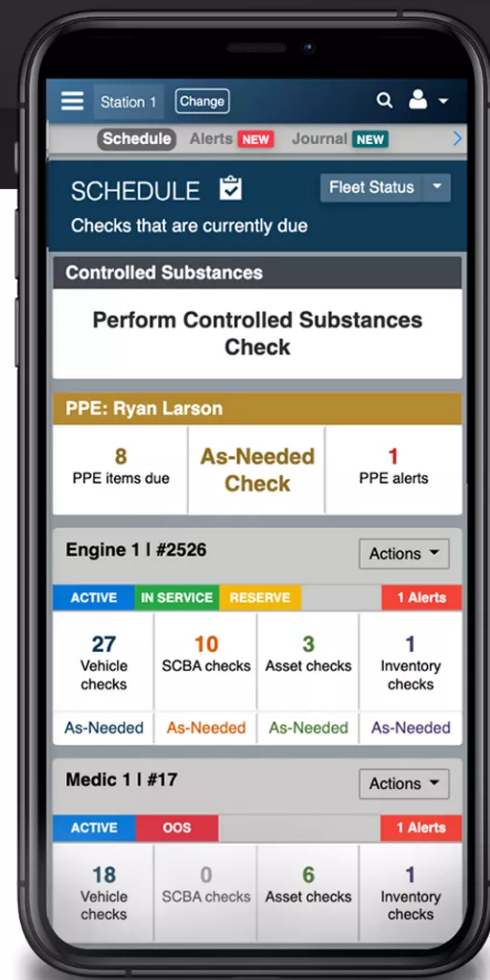 Station 1 Change
Schedule Alerts NEW Journal NEW
SCHEDULE Fleet Status
Checks that are currently due
Controlled Substances
Perform Controlled Substances
Check
PPE: Ryan Larson
8 As-Needed 1
PPE items due Check PPE alerts
Engine 1 | #2526 Actions
ACTIVE IN SERVICE RESERVE 1 Alerts
27 10 3 1
Vehicle SCBA checks Asset checks Inventory
checks checks
As-Needed As-Needed As-Needed As-Needed
Medic 1 | #17 Actions
ACTIVE OOS 1 Alerts
18 0 6 1
Vehicle SCBA checks Asset checks Inventory
checks checks